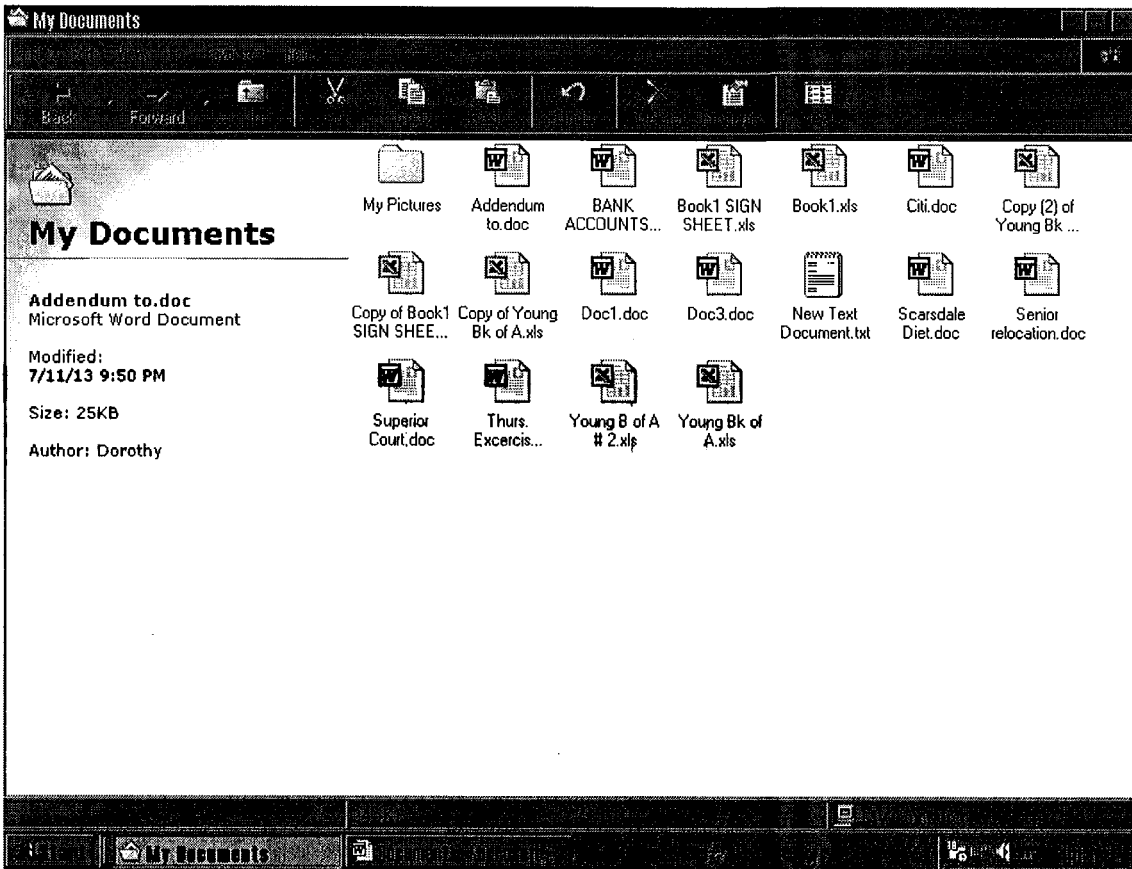 My Documents
Back
Forward
My Documents
Addendum to.doc
Microsoft Word Document
Modified:
7/11/13 9:50 PM
Size: 25KB
Author: Dorothy
My Pictures
Addendum
to.doc
BANK
ACCOUNTS...
Book1 SIGN
SHEET.xls
Book1.xls
Citi.doc
Copy (2) of
Young Bk ...
Copy of Book1
SIGN SHEE...
Copy of Young
Bk of A.xls
Doc1.doc
Doc3.doc
New Text
Document.txt
Scarsdale
Diet.doc
Senior
relocation.doc
Superior
Court.doc
Thurs.
Excercis...
Young B of A
# 2.xls
Young Bk of
A.xls
My Documents